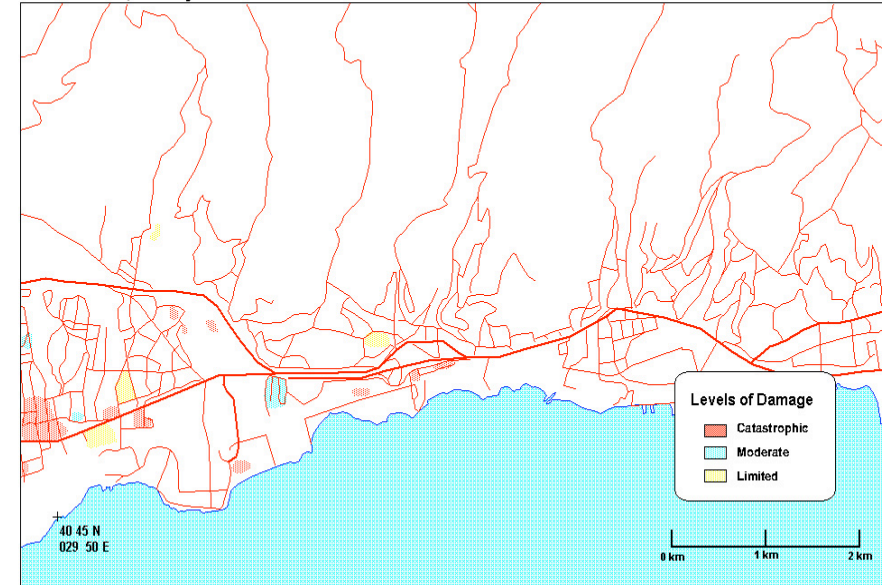 Levels of Damage
Catastrophic
Moderate
Limited
40 45 N
029 50 E
0 km
1 km
2 km